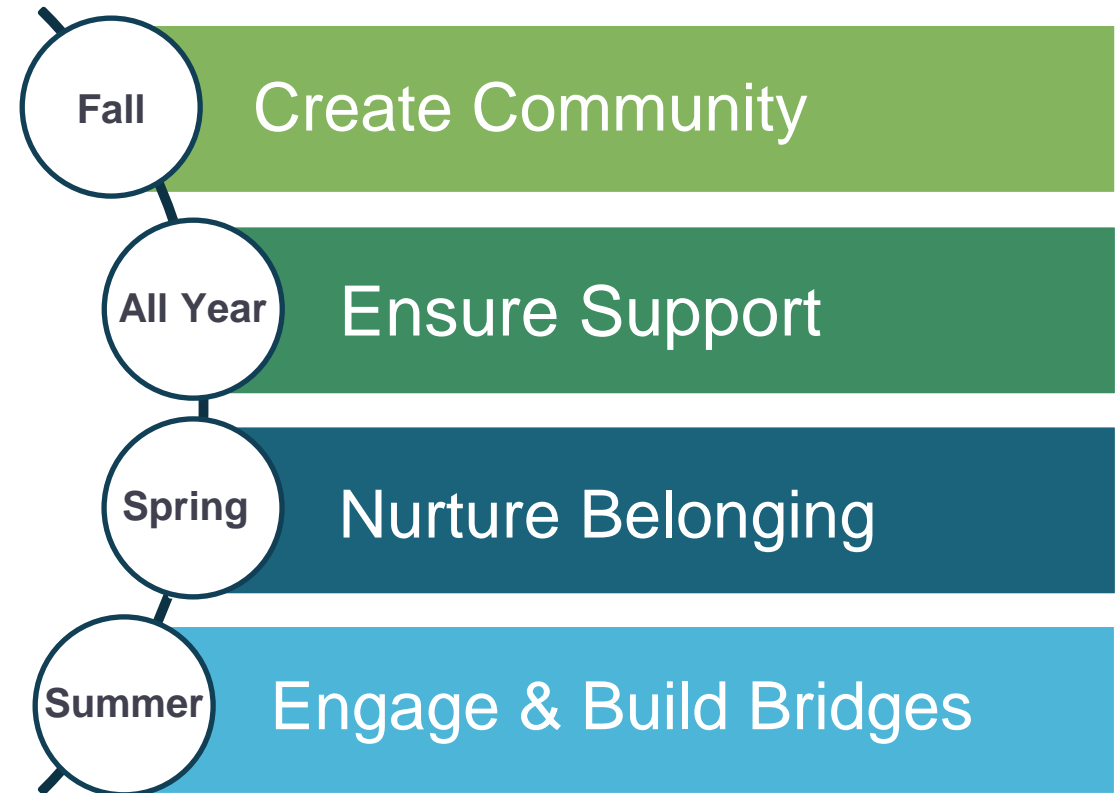 Fall
Create Community
All Year
Ensure Support
Spring
Nurture Belonging
Summer
Engage & Build Bridges